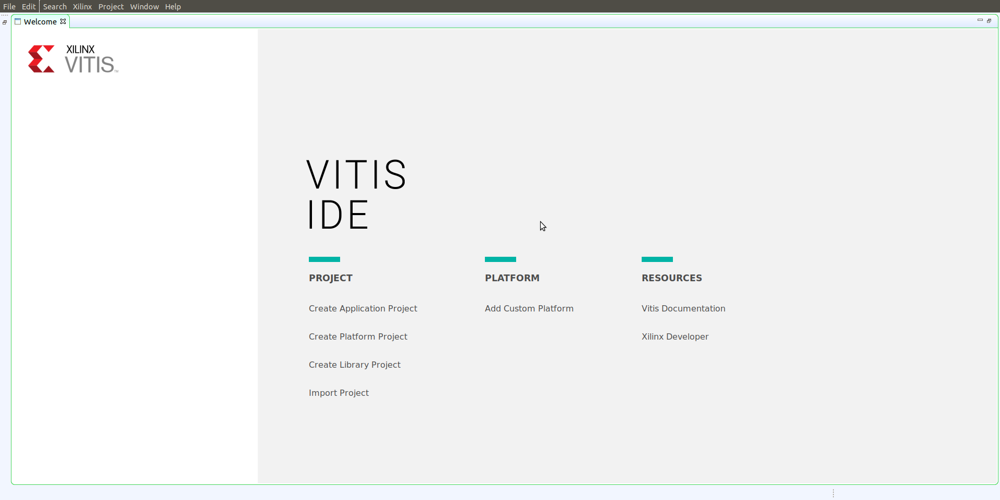 File Edit Search Xilinx Project Window Help
Welcome
XILINX
VITIS™
VITIS
IDE
PROJECT
PLATFORM
RESOURCES
Create Application Project
Add Custom Platform
Vitis Documentation
Create Platform Project
Xilinx Developer
Create Library Project
Import Project